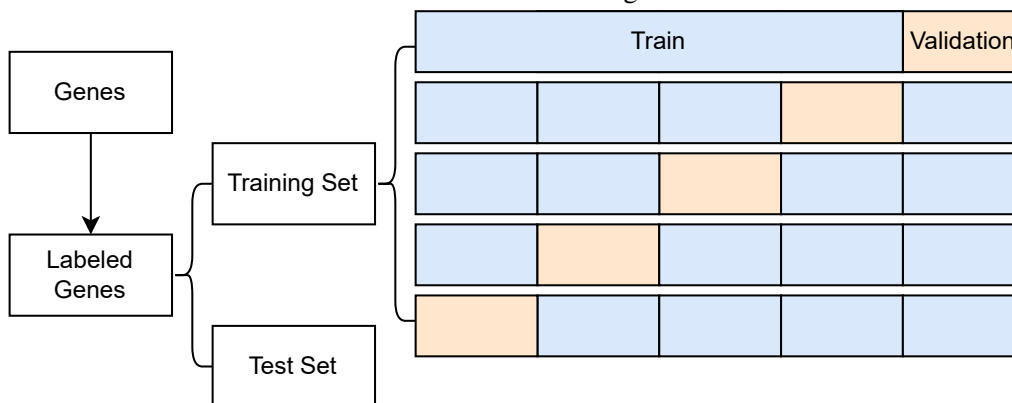 Train
Validation
Genes
Training Set
Labeled
Genes
Test Set